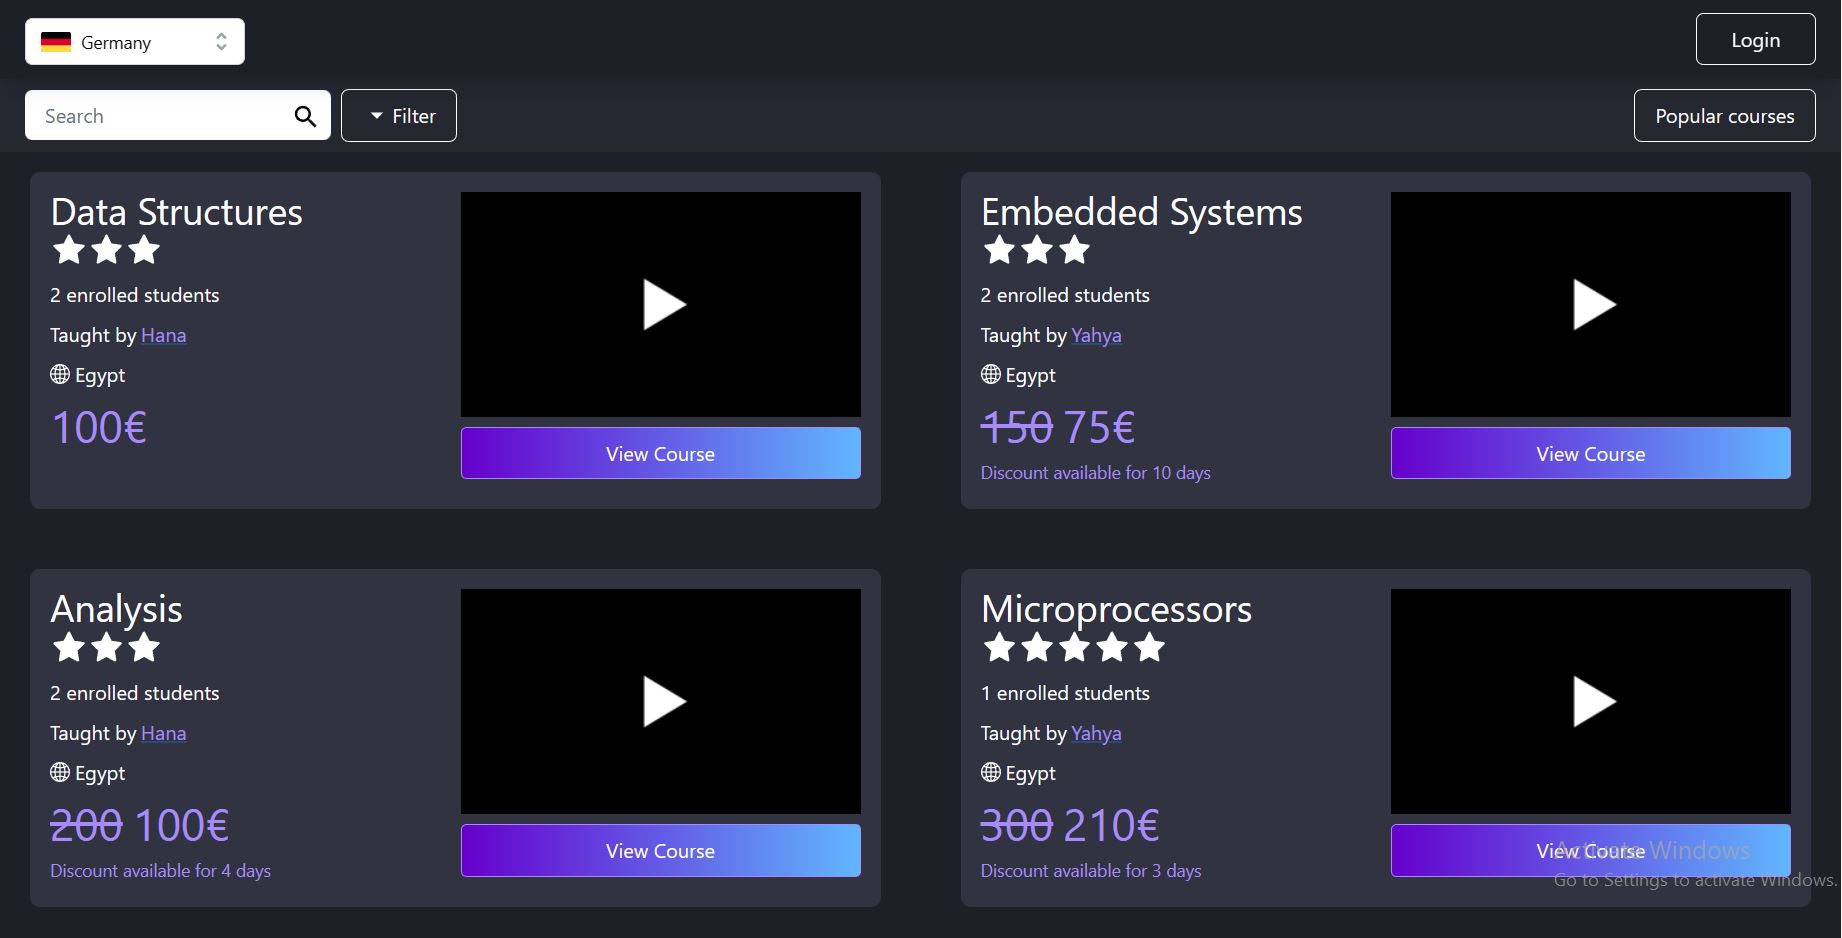 Germany
Login
Search
Filter
Popular courses
Data Structures
2 enrolled students
Taught by Hana
Egypt
100€
View Course
Embedded Systems
2 enrolled students
Taught by Yahya
Egypt
150 75€
Discount available for 10 days
View Course
Analysis
2 enrolled students
Taught by Hana
Egypt
200 100€
Discount available for 4 days
View Course
Microprocessors
1 enrolled students
Taught by Yahya
Egypt
300 210€
Discount available for 3 days
View Course
Activate Windows
Go to Settings to activate Windows.